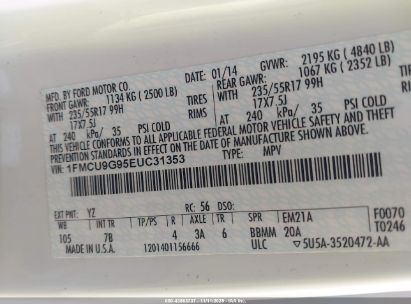 MFD. BY FORD MOTOR CO.
DATE: 01/14 GVWR: 2195 KG ( 4840 LB)
FRONT GAWR: 1134 KG ( 2500 LB) REAR GAWR: 1067 KG ( 2352 LB)
235/55R17 99H TIRES 235/55R17 99H
17X7.5J RIMS 17X7.5J
AT 240 kPa/ 35 PSI COLD AT 240 kPa/ 35 PSI COLD
THIS VEHICLE CONFORMS TO ALL APPLICABLE FEDERAL MOTOR VEHICLE SAFETY AND
THEFT PREVENTION STANDARDS IN EFFECT ON THE DATE OF MANUFACTURE SHOWN ABOVE.
VIN: 1FMCU9G95EUC31353
TYPE: MPV
EXT PNT: YZ RC: 56 DSO: F0070
WB INT TR TP/PS R AXLE TR SPR EM21A T0246
105 7B 4 3A 6 BBMM 20A
1201401156666 ULC 5U5A-3520472-AA